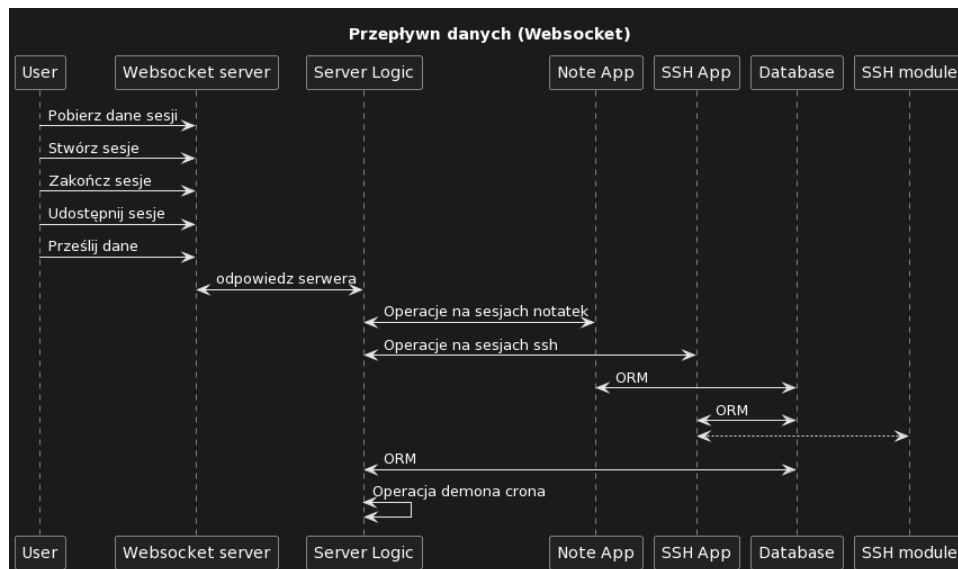 Przepływn danych (Websocket)
User Websocket server Server Logic Note App SSH App Database SSH module
Pobierz dane sesji
Stwórz sesje
Zakończ sesje
Udostępnij sesje
Prześlij dane
odpowiedz serwera
Operacje na sesjach notatek
Operacje na sesjach ssh
ORM
ORM
ORM
Operacja demona crona
User Websocket server Server Logic Note App SSH App Database SSH module